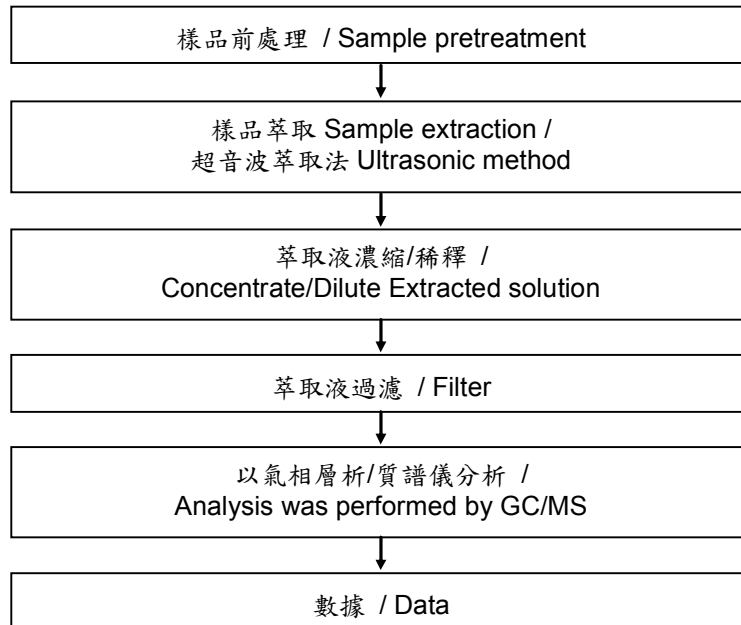 樣品前處理 / Sample pretreatment
樣品萃取 Sample extraction /
超音波萃取法 Ultrasonic method
萃取液濃縮/稀釋 /
Concentrate/Dilute Extracted solution
萃取液過濾 / Filter
以氣相層析/質譜儀分析 /
Analysis was performed by GC/MS
數據 / Data